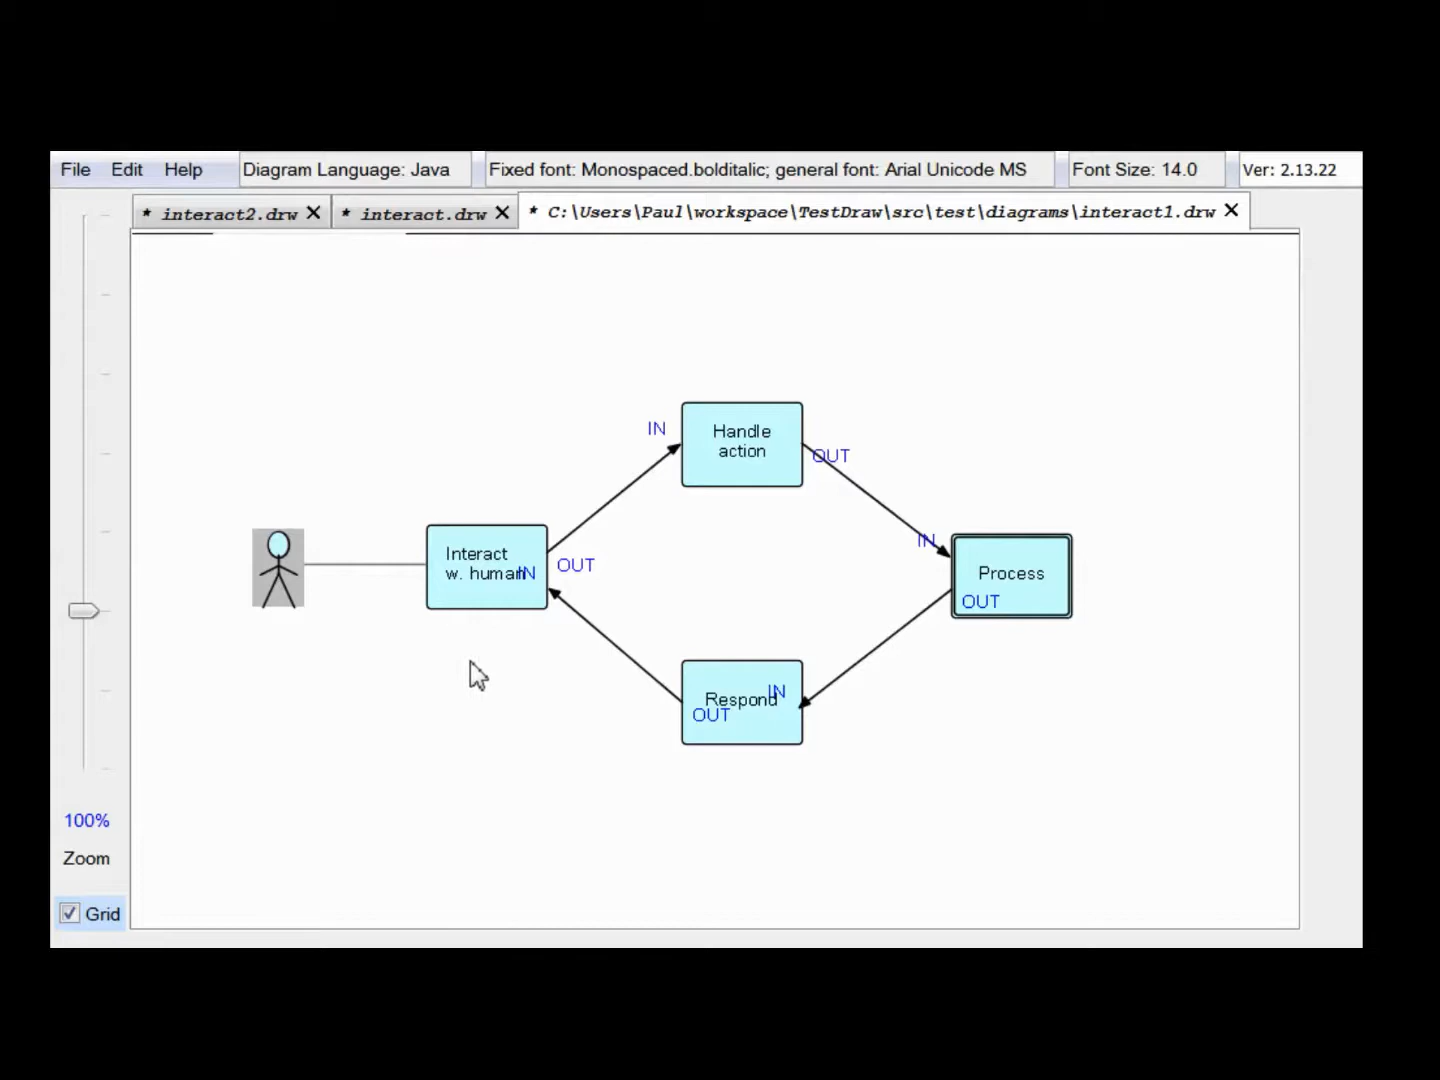 File Edit Help Diagram Language: Java Fixed font: Monospaced.bolditalic; general font: Arial Unicode MS Font Size: 14.0 Ver: 2.13.22
* interact2.drw * interact.drw * C:\Users\Paul\workspace\TestDraw\src\test\diagrams\interact1.drw
IN
Handle
action
OUT
IN
Interact
w. human
IN
OUT
Process
OUT
Respond
IN
OUT
100%
Zoom
Grid